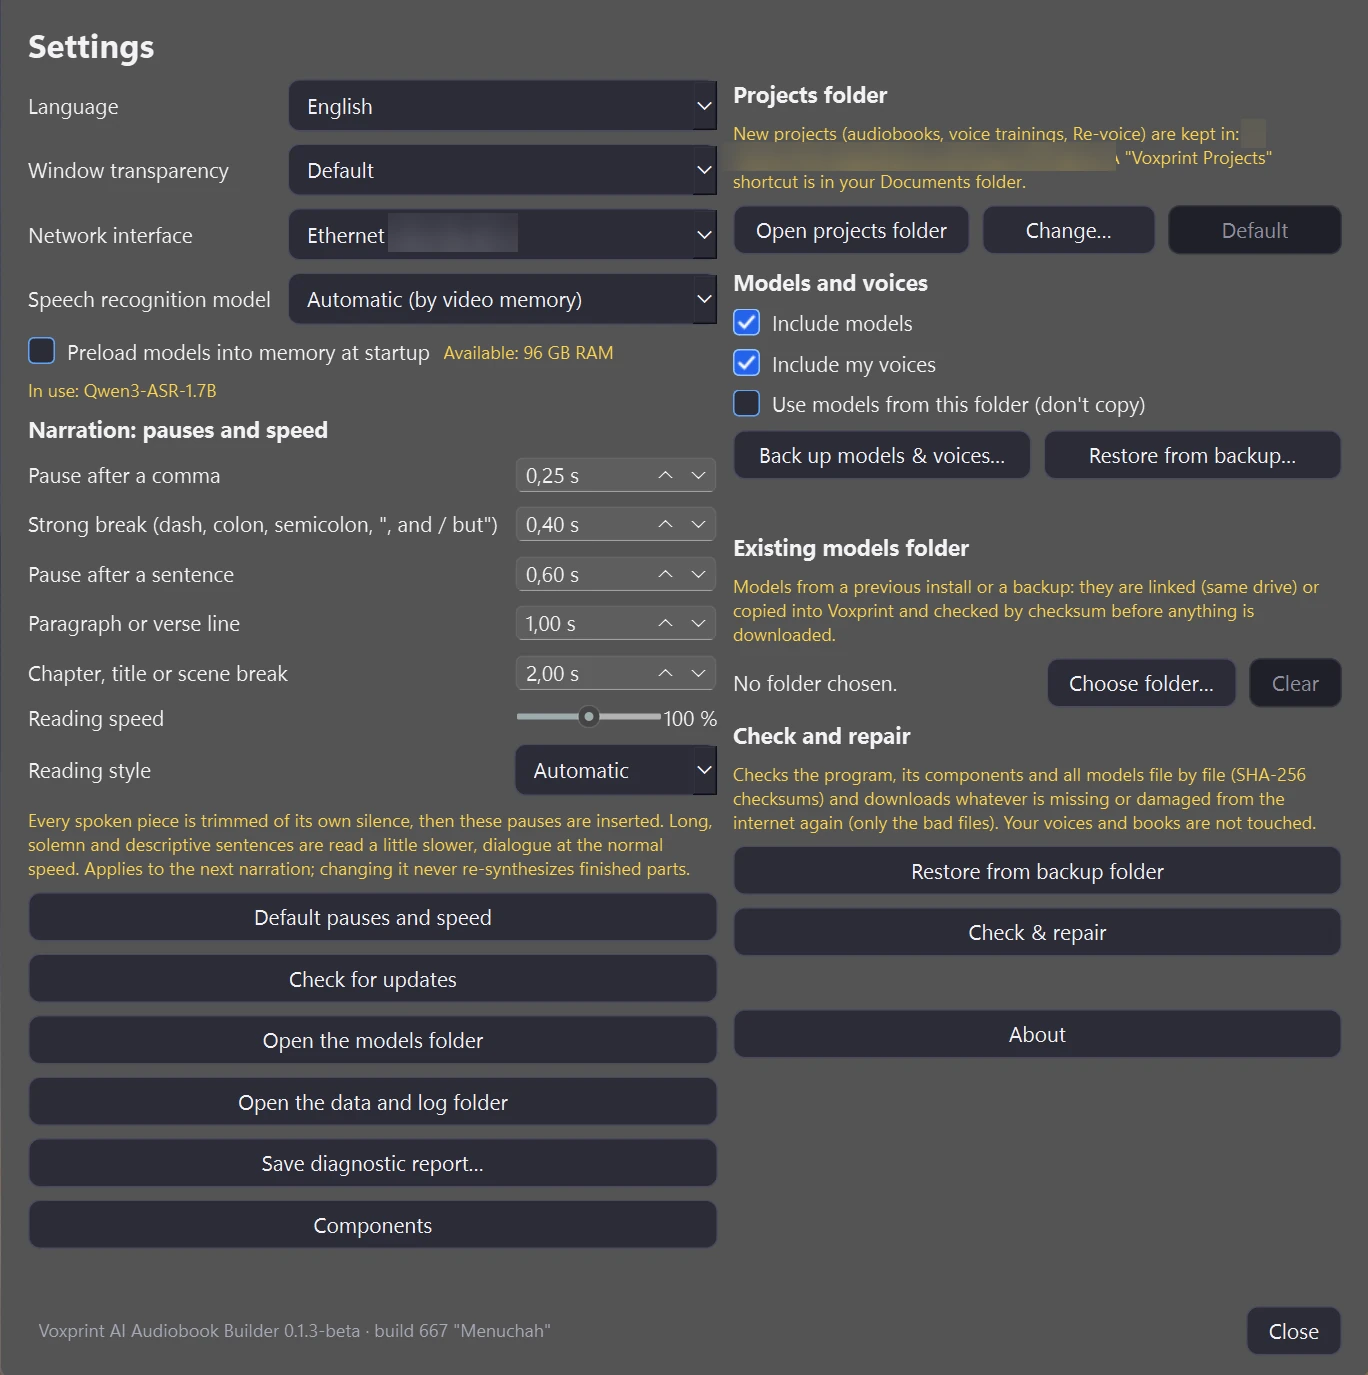 Settings
Language
English
Window transparency
Default
Network interface
Ethernet
Speech recognition model
Automatic (by video memory)
Preload models into memory at startup
Available: 96 GB RAM
In use: Qwen3-ASR-1.7B
Narration: pauses and speed
Pause after a comma
0,25 s
Strong break (dash, colon, semicolon, ", and / but")
0,40 s
Pause after a sentence
0,60 s
Paragraph or verse line
1,00 s
Chapter, title or scene break
2,00 s
Reading speed
100 %
Reading style
Automatic
Every spoken piece is trimmed of its own silence, then these pauses are inserted. Long,
solemn and descriptive sentences are read a little slower, dialogue at the normal
speed. Applies to the next narration; changing it never re-synthesizes finished parts.
Default pauses and speed
Check for updates
Open the models folder
Open the data and log folder
Save diagnostic report...
Components
Projects folder
New projects (audiobooks, voice trainings, Re-voice) are kept in:
"Voxprint Projects"
shortcut is in your Documents folder.
Open projects folder
Change...
Default
Models and voices
Include models
Include my voices
Use models from this folder (don't copy)
Back up models & voices...
Restore from backup...
Existing models folder
Models from a previous install or a backup: they are linked (same drive) or
copied into Voxprint and checked by checksum before anything is
downloaded.
No folder chosen.
Choose folder...
Clear
Check and repair
Checks the program, its components and all models file by file (SHA-256
checksums) and downloads whatever is missing or damaged from the
internet again (only the bad files). Your voices and books are not touched.
Restore from backup folder
Check & repair
About
Voxprint AI Audiobook Builder 0.1.3-beta · build 667 "Menuchah"
Close